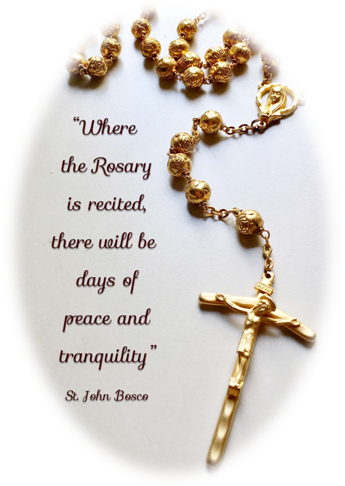 “Where
the Rosary
is recited,
there will be
days of
peace and
tranquility”
St. John Bosco